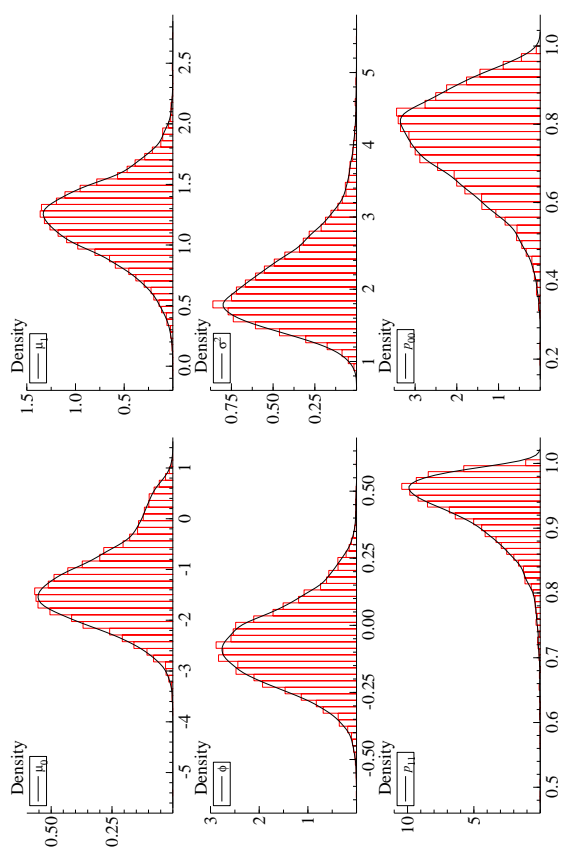 Density
μ0
0.50
0.25
-5 -4 -3 -2 -1 0 1
Density
μ1
1.5
1.0
0.5
0.0 0.5 1.0 1.5 2.0 2.5
Density
ϕ
3
2
1
-0.50 -0.25 0.00 0.25 0.50
Density
σ²
0.75
0.50
0.25
1 2 3 4 5
Density
p11
10
5
0.5 0.6 0.7 0.8 0.9 1.0
Density
p00
3
2
1
0.2 0.4 0.6 0.8 1.0